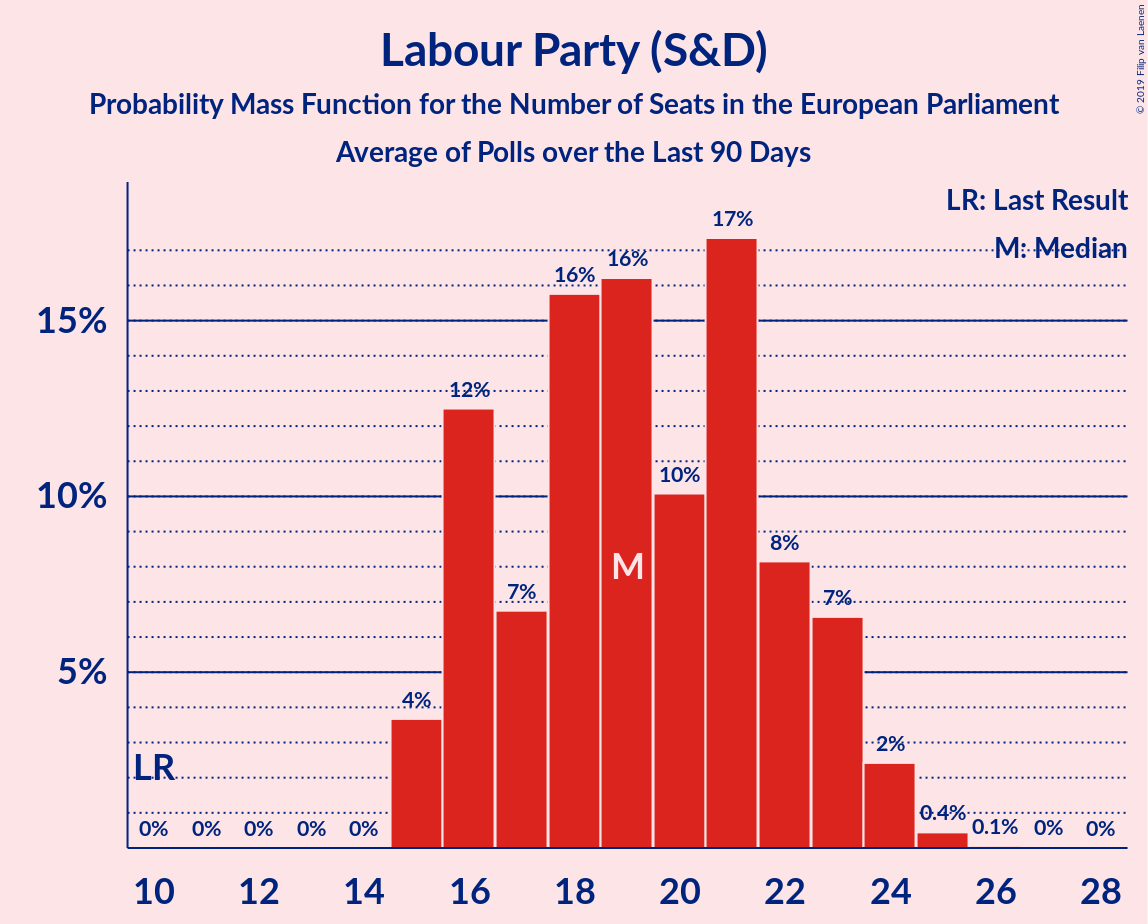 Labour Party (S&D)
Probability Mass Function for the Number of Seats in the European Parliament
Average of Polls over the Last 90 Days
© 2019 Filip van Laenen
LR: Last Result
M: Median
15%
10%
5%
0% 0% 0% 0% 0% 4% 12% 7% 16% 16% 10% 17% 8% 7% 2% 0.4% 0.1% 0% 0%
LR
M
10 12 14 16 18 20 22 24 26 28